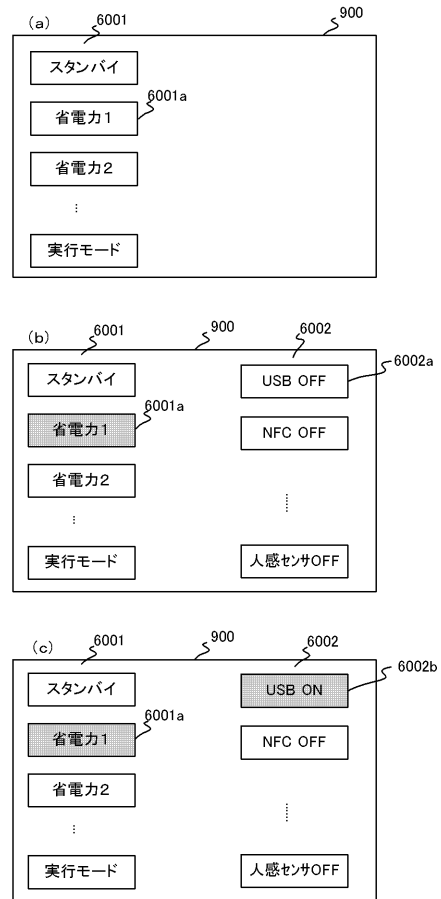 (a)
6001
900
スタンバイ
省電力1
6001a
省電力2
⋮
実行モード
(b)
6001
900
6002
スタンバイ
USB OFF
6002a
省電力1
6001a
NFC OFF
省電力2
⋮
⋮
実行モード
人感センサOFF
(c)
6001
900
6002
スタンバイ
USB ON
6002b
省電力1
6001a
NFC OFF
省電力2
⋮
⋮
実行モード
人感センサOFF